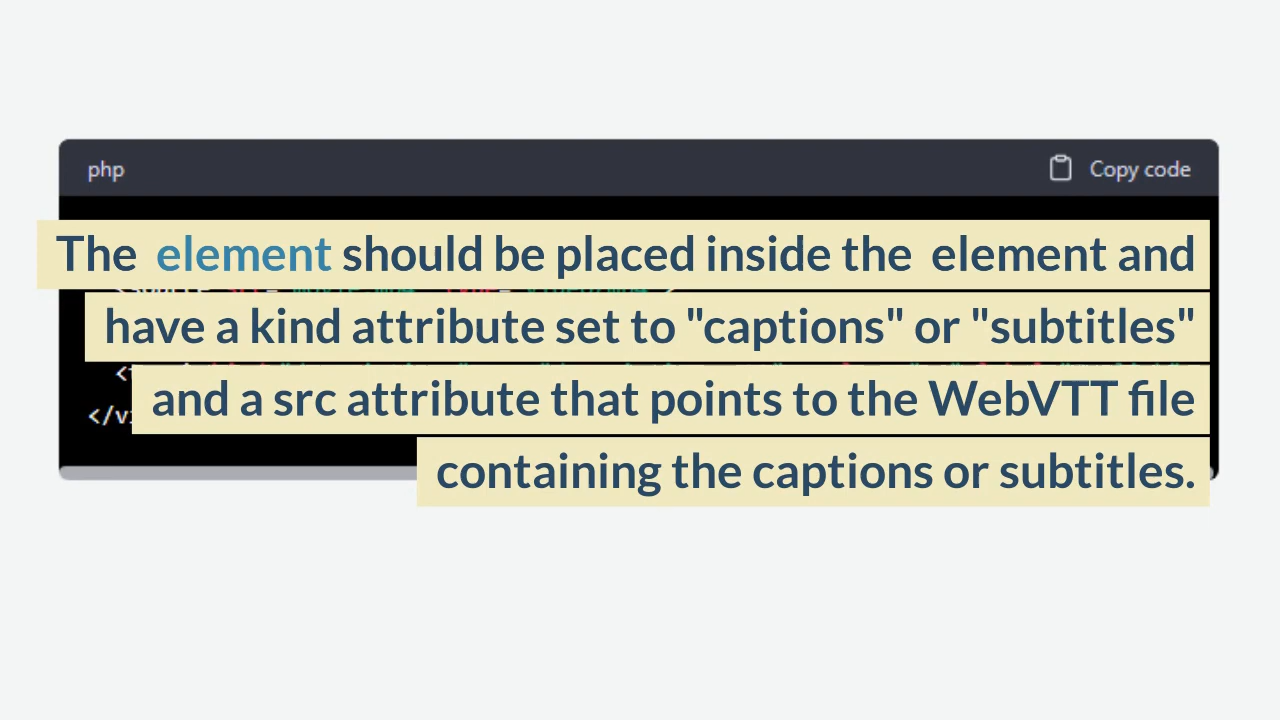 php
Copy code
The element should be placed inside the element and
have a kind attribute set to "captions" or "subtitles"
and a src attribute that points to the WebVTT file
containing the captions or subtitles.